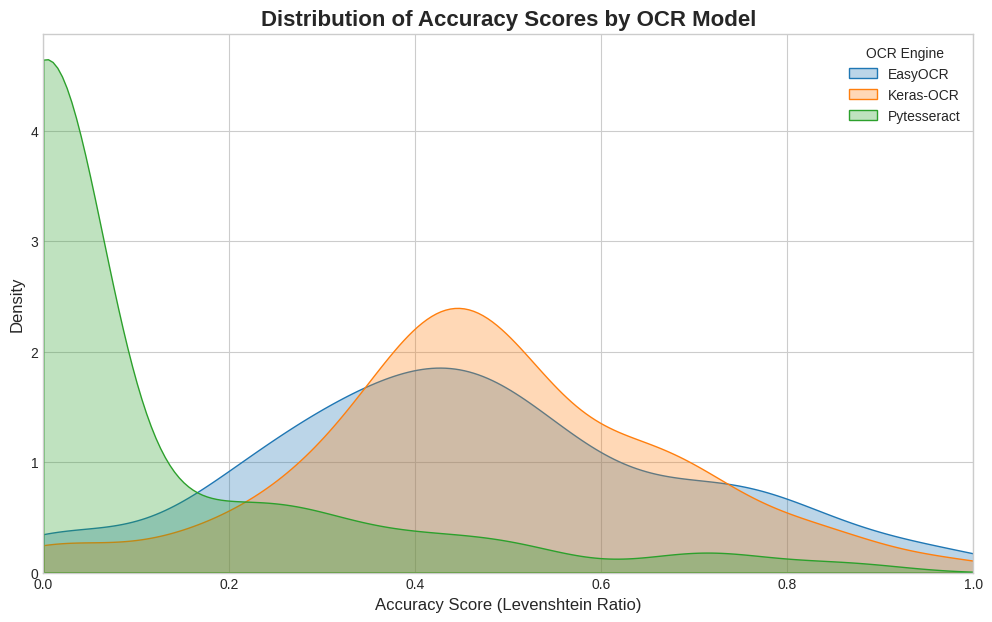 Distribution of Accuracy Scores by OCR Model
OCR Engine
EasyOCR
Keras-OCR
Pytesseract
Density
4
3
2
1
0
0.0 0.2 0.4 0.6 0.8 1.0
Accuracy Score (Levenshtein Ratio)